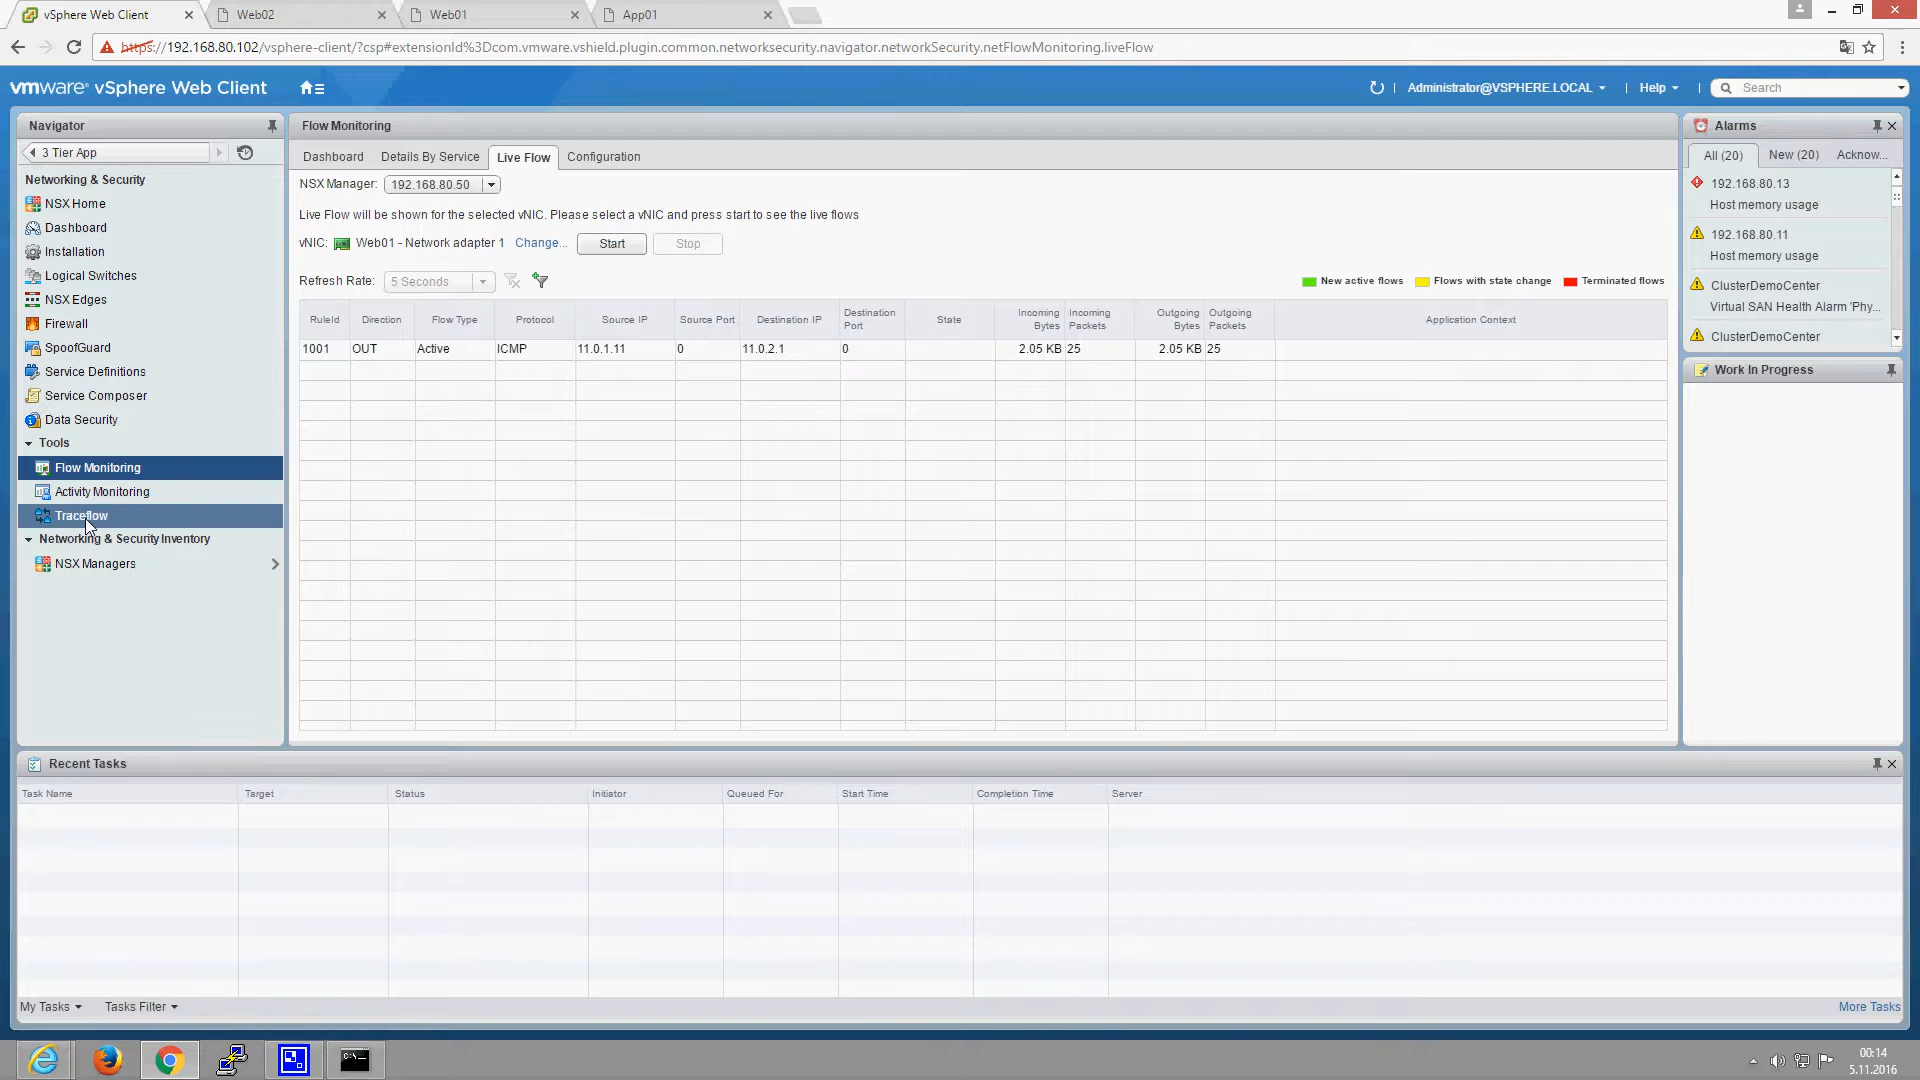 vSphere Web Client
Web02
Web01
App01
https://192.168.80.102/vsphere-client/?csp#extensionId%3Dcom.vmware.vshield.plugin.common.networksecurity.navigator.networkSecurity.netFlowMonitoring.liveFlow
vmware® vSphere Web Client
Administrator@VSPHERE.LOCAL
Help
Search
Navigator
3 Tier App
Networking & Security
NSX Home
Dashboard
Installation
Logical Switches
NSX Edges
Firewall
SpoofGuard
Service Definitions
Service Composer
Data Security
Tools
Flow Monitoring
Activity Monitoring
Traceflow
Networking & Security Inventory
NSX Managers
Flow Monitoring
Dashboard Details By Service Live Flow Configuration
NSX Manager: 192.168.80.50
Live Flow will be shown for the selected vNIC. Please select a vNIC and press start to see the live flows
vNIC: Web01 - Network adapter 1 Change... Start Stop
Refresh Rate: 5 Seconds
New active flows Flows with state change Terminated flows
RuleId Direction Flow Type Protocol Source IP Source Port Destination IP Destination Port State Incoming Bytes Incoming Packets Outgoing Bytes Outgoing Packets Application Context
1001 OUT Active ICMP 11.0.1.11 0 11.0.2.1 0 2.05 KB 25 2.05 KB 25
Alarms
All (20) New (20) Acknow...
192.168.80.13
Host memory usage
192.168.80.11
Host memory usage
ClusterDemoCenter
Virtual SAN Health Alarm 'Phy...
ClusterDemoCenter
Work In Progress
Recent Tasks
Task Name Target Status Initiator Queued For Start Time Completion Time Server
My Tasks Tasks Filter More Tasks
00:14
5.11.2016